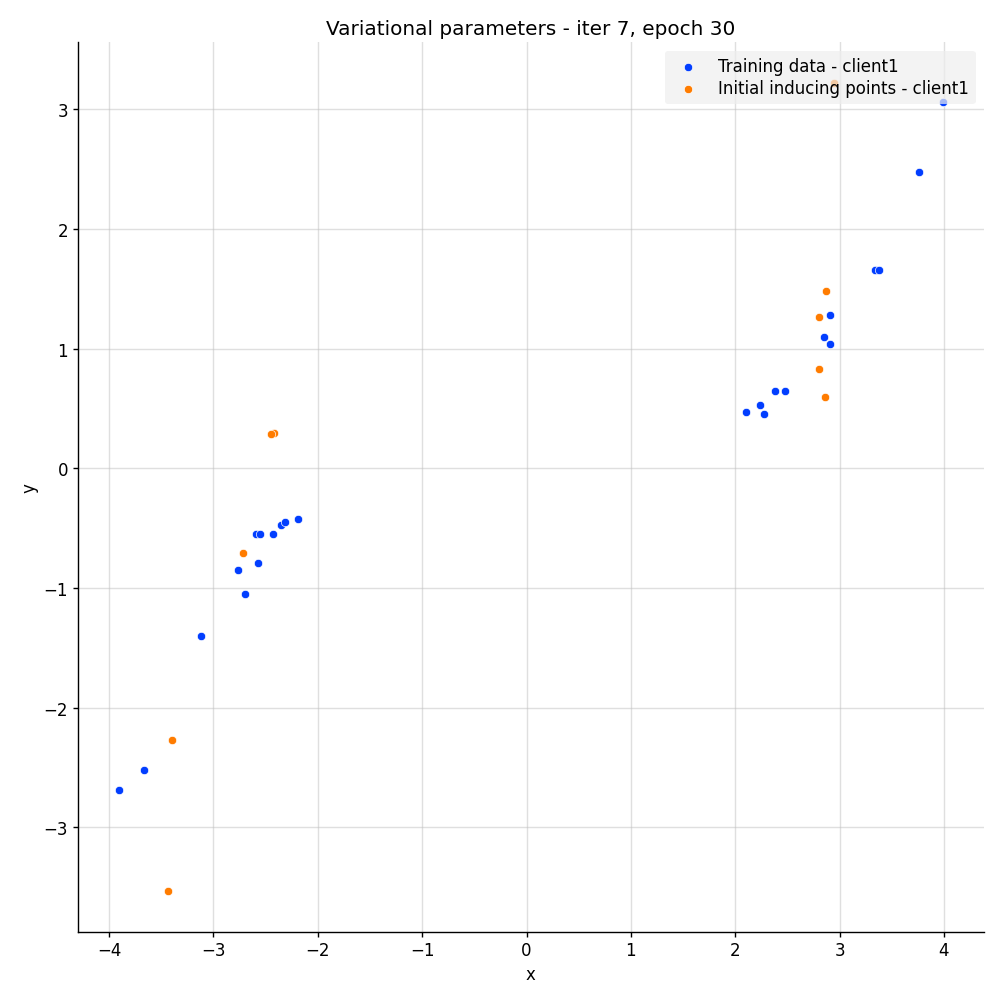 Variational parameters - iter 7, epoch 30
Training data - client1
Initial inducing points - client1
3
2
1
0
−1
−2
−3
y
−4 −3 −2 −1 0 1 2 3 4
x